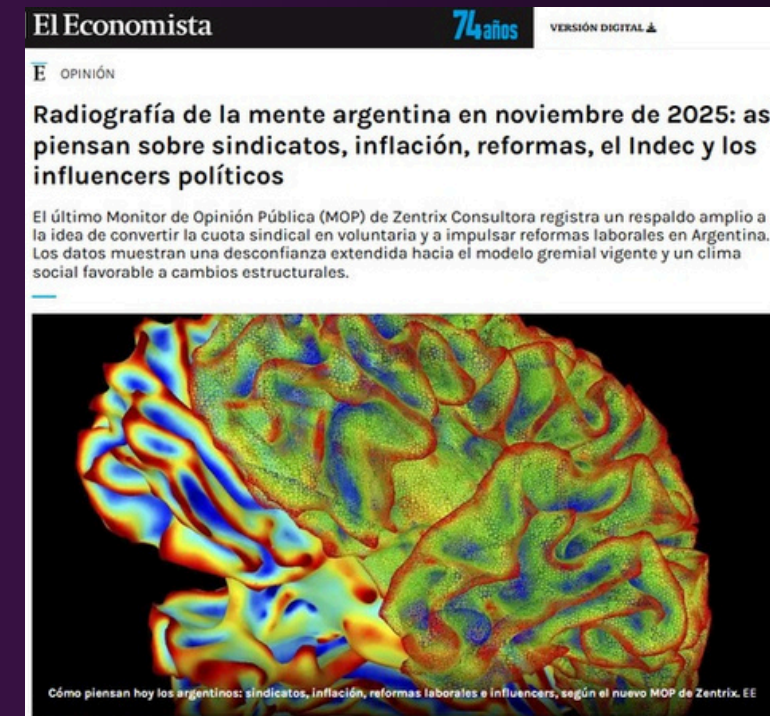 El Economista
74 años
VERSIÓN DIGITAL
E OPINIÓN
Radiografía de la mente argentina en noviembre de 2025: as
piensan sobre sindicatos, inflación, reformas, el Indec y los
influencers políticos
El último Monitor de Opinión Pública (MOP) de Zentrix Consultora registra un respaldo amplio a
la idea de convertir la cuota sindical en voluntaria y a impulsar reformas laborales en Argentina.
Los datos muestran una desconfianza extendida hacia el modelo gremial vigente y un clima
social favorable a cambios estructurales.
Cómo piensan hoy los argentinos: sindicatos, inflación, reformas laborales e influencers, según el nuevo MOP de Zentrix. EE